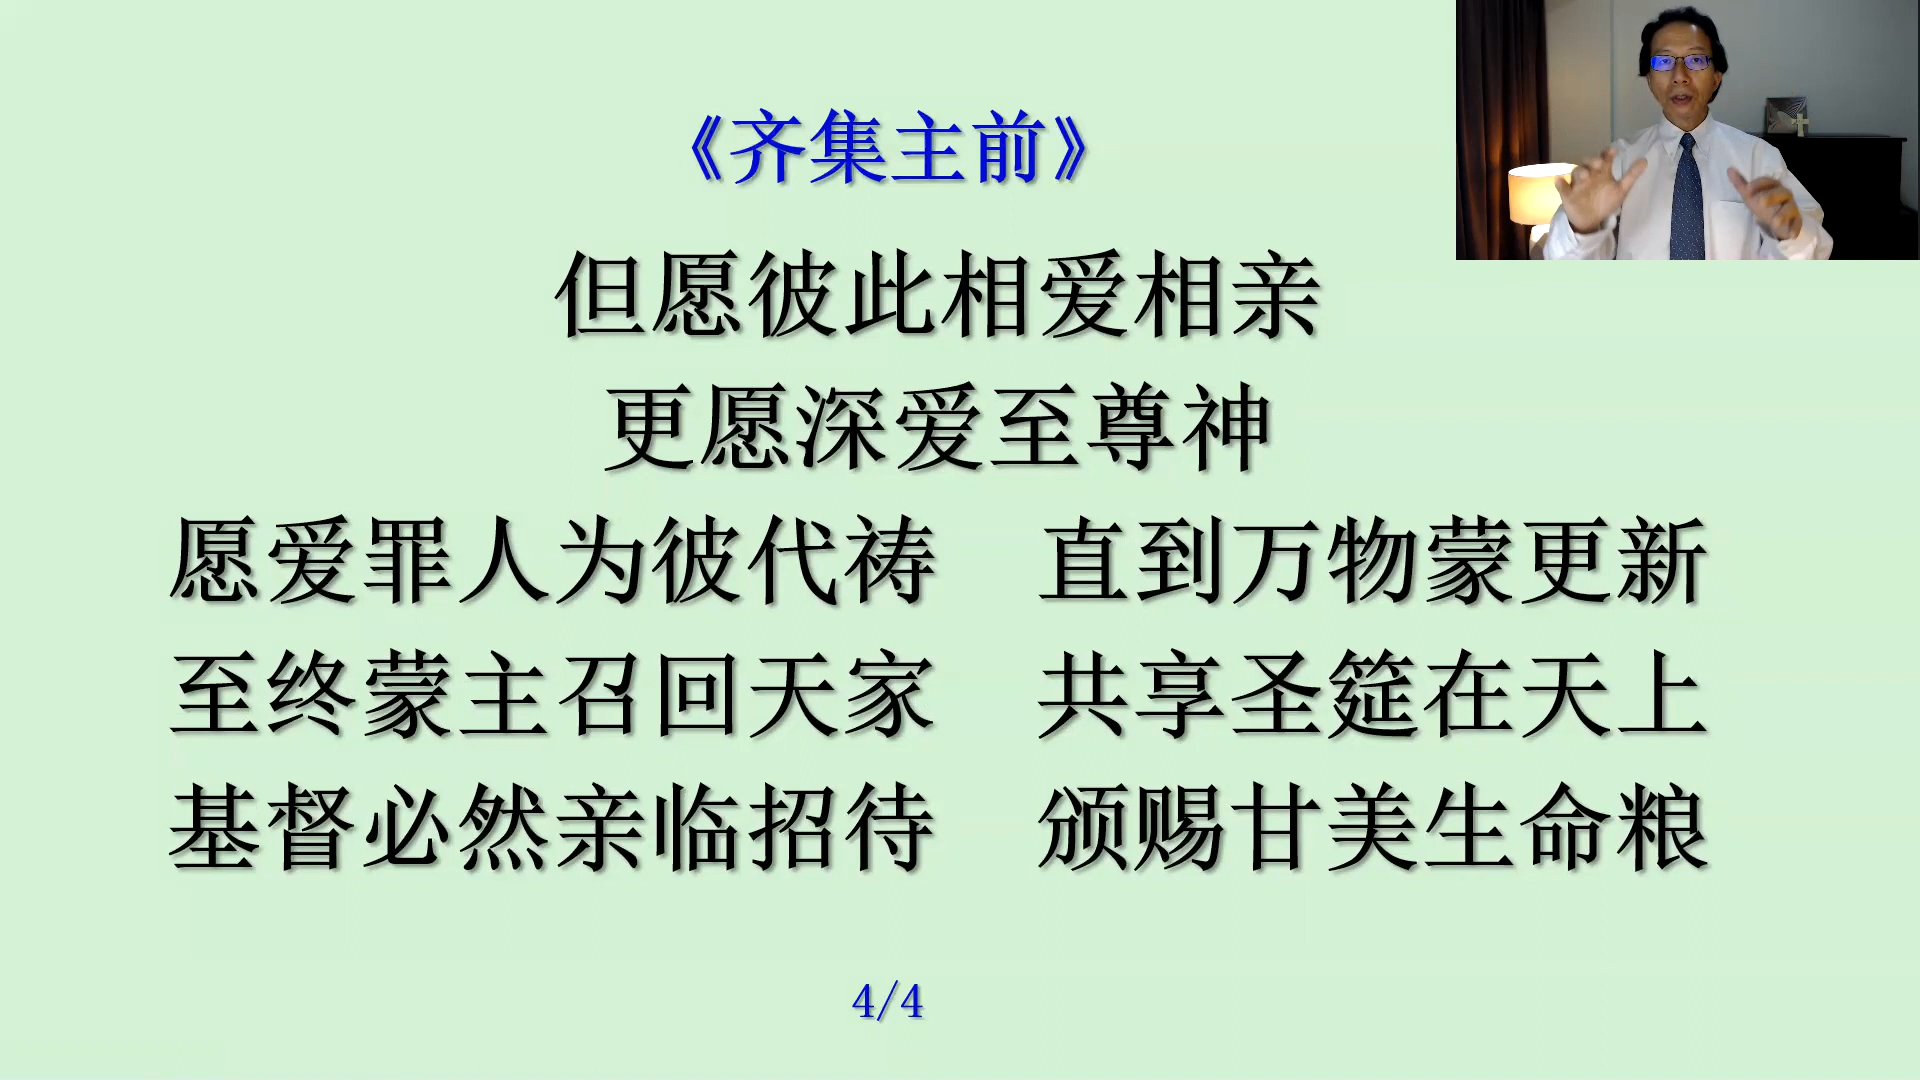 《齐集主前》
但愿彼此相爱相亲
更愿深爱至尊神
愿爱罪人为彼代祷 直到万物蒙更新
至终蒙主召回天家 共享圣筵在天上
基督必然亲临招待 颁赐甘美生命粮
4/4